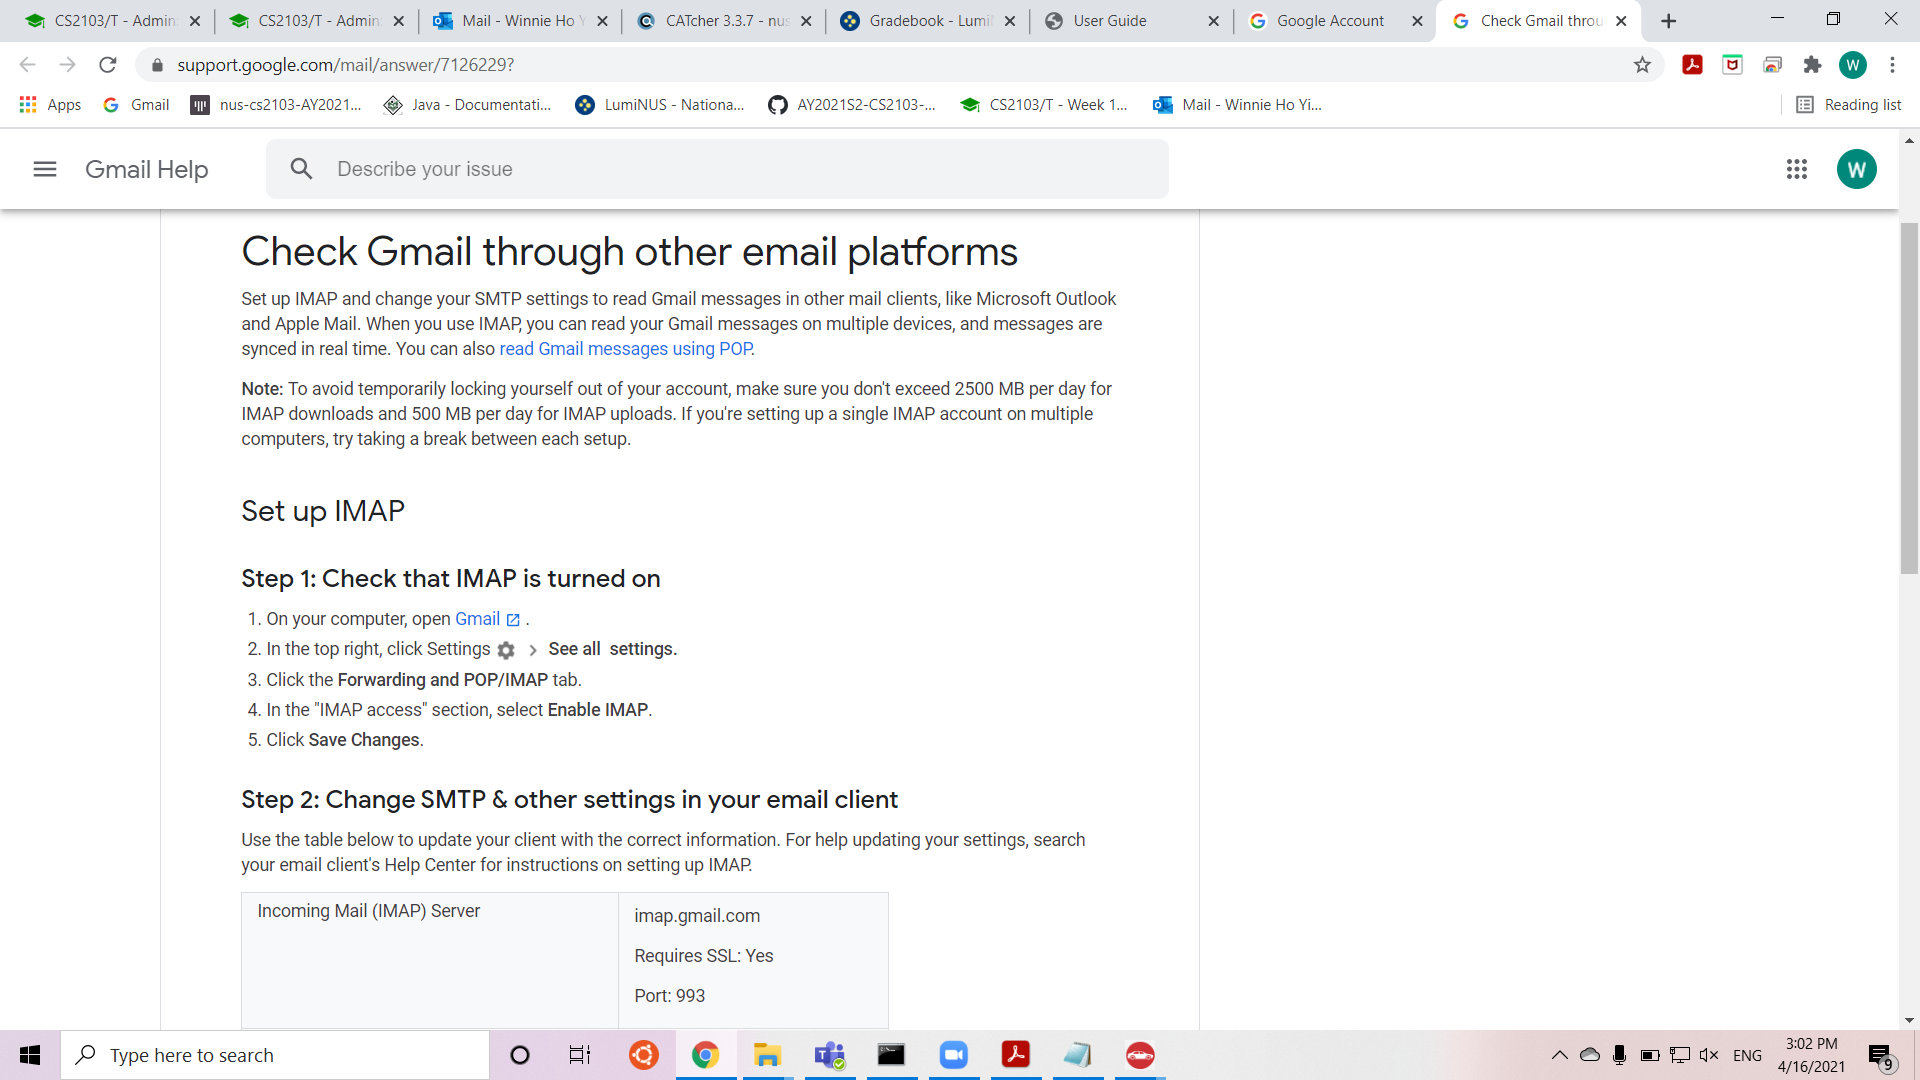 CS2103/T - Admin
CS2103/T - Admin
Mail - Winnie Ho Y
CATcher 3.3.7 - nus
Gradebook - Lumi
User Guide
Google Account
Check Gmail throu
support.google.com/mail/answer/7126229?
W
Apps
Gmail
nus-cs2103-AY2021...
Java - Documentati...
LumiNUS - Nationa...
AY2021S2-CS2103-...
CS2103/T - Week 1...
Mail - Winnie Ho Yi...
Reading list
Gmail Help
Describe your issue
W
Check Gmail through other email platforms
Set up IMAP and change your SMTP settings to read Gmail messages in other mail clients, like Microsoft Outlook
and Apple Mail. When you use IMAP, you can read your Gmail messages on multiple devices, and messages are
synced in real time. You can also read Gmail messages using POP.
Note: To avoid temporarily locking yourself out of your account, make sure you don't exceed 2500 MB per day for
IMAP downloads and 500 MB per day for IMAP uploads. If you're setting up a single IMAP account on multiple
computers, try taking a break between each setup.
Set up IMAP
Step 1: Check that IMAP is turned on
1. On your computer, open Gmail .
2. In the top right, click Settings > See all settings.
3. Click the Forwarding and POP/IMAP tab.
4. In the "IMAP access" section, select Enable IMAP.
5. Click Save Changes.
Step 2: Change SMTP & other settings in your email client
Use the table below to update your client with the correct information. For help updating your settings, search
your email client's Help Center for instructions on setting up IMAP.
Incoming Mail (IMAP) Server
imap.gmail.com
Requires SSL: Yes
Port: 993
Type here to search
ENG
3:02 PM
4/16/2021
9